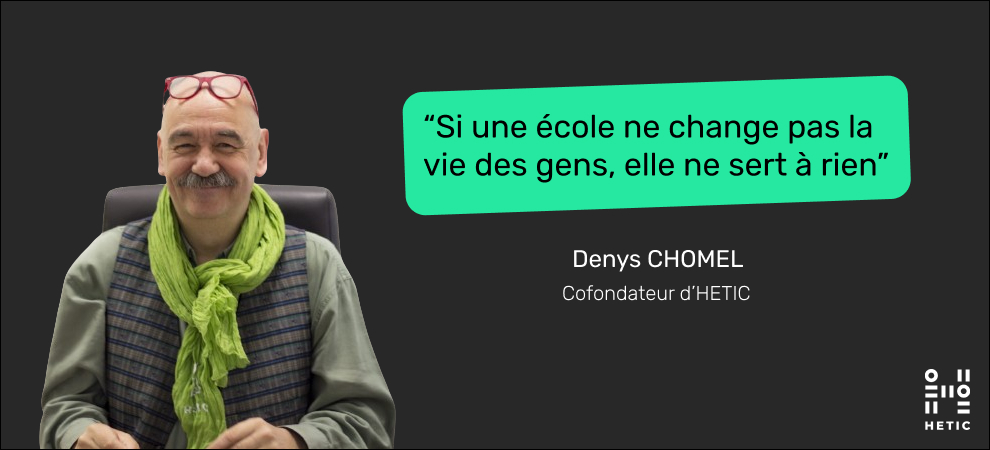 “Si une école ne change pas la
vie des gens, elle ne sert à rien”
Denys CHOMEL
Cofondateur d’HETIC
HETIC